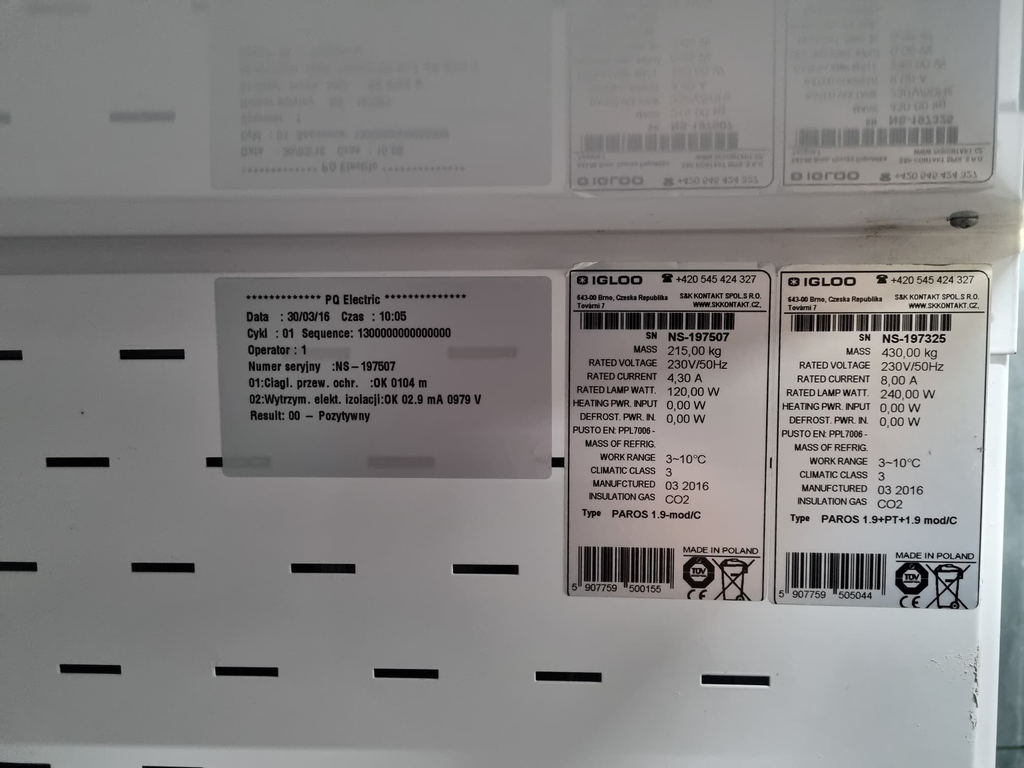 ************** PQ Electric ***************
Data : 30/03/16 Czas : 10:05
Cykl : 01 Sequence: 1300000000000000
Operator : 1
Numer seryjny :NS-197507
01:Ciagl. przew. ochr. :OK 0104 m
02:Wytrzym. elekt. izolacji:OK 02.9 mA 0979 V
Result: 00 – Pozytywny
IGLOO ☎ +420 545 424 327
643-00 Brno, Czeska Republika S&K KONTAKT SPOL.S R.O.
Tovární 7 WWW.SKKONTAKT.CZ,
SN NS-197507
MASS 215,00 kg
RATED VOLTAGE 230V/50Hz
RATED CURRENT 4,30 A
RATED LAMP WATT. 120,00 W
HEATING PWR. INPUT 0,00 W
DEFROST. PWR. IN. 0,00 W
PUSTO EN: PPL7006 -
MASS OF REFRIG.
WORK RANGE 3~10°C
CLIMATIC CLASS 3
MANUFCTURED 03 2016
INSULATION GAS CO2
Type PAROS 1.9-mod/C
MADE IN POLAND
TÜV
CE
5 907759 500155
IGLOO ☎ +420 545 424 327
643-00 Brno, Czeska Republika S&K KONTAKT SPOL.S R.O.
Tovární 7 WWW.SKKONTAKT.CZ,
SN NS-197325
MASS 430,00 kg
RATED VOLTAGE 230V/50Hz
RATED CURRENT 8,00 A
RATED LAMP WATT. 240,00 W
HEATING PWR. INPUT 0,00 W
DEFROST. PWR. IN. 0,00 W
PUSTO EN: PPL7006 -
MASS OF REFRIG.
WORK RANGE 3~10°C
CLIMATIC CLASS 3
MANUFCTURED 03 2016
INSULATION GAS CO2
Type PAROS 1.9+PT+1.9 mod/C
MADE IN POLAND
TÜV
CE
5 907759 505044